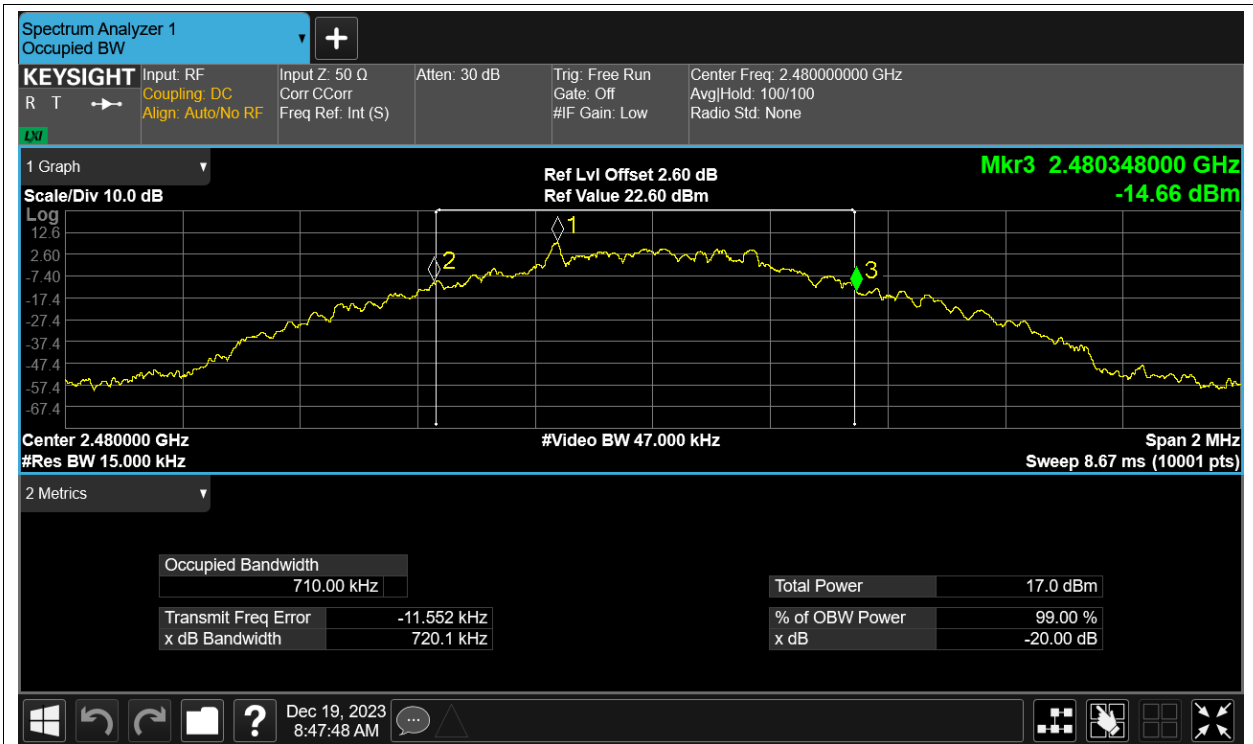 Spectrum Analyzer 1
Occupied BW
KEYSIGHT
R T
LXI
Input: RF
Coupling: DC
Align: Auto/No RF
Input Z: 50 Ω
Corr CCorr
Freq Ref: Int (S)
Atten: 30 dB
Trig: Free Run
Gate: Off
#IF Gain: Low
Center Freq: 2.480000000 GHz
Avg|Hold: 100/100
Radio Std: None
1 Graph
Scale/Div 10.0 dB
Ref Lvl Offset 2.60 dB
Ref Value 22.60 dBm
Mkr3 2.480348000 GHz
-14.66 dBm
Log
12.6
2.60
-7.40
-17.4
-27.4
-37.4
-47.4
-57.4
-67.4
1
2
3
Center 2.480000 GHz
#Res BW 15.000 kHz
#Video BW 47.000 kHz
Span 2 MHz
Sweep 8.67 ms (10001 pts)
2 Metrics
Occupied Bandwidth
710.00 kHz
Transmit Freq Error -11.552 kHz
x dB Bandwidth 720.1 kHz
Total Power 17.0 dBm
% of OBW Power 99.00 %
x dB -20.00 dB
?
Dec 19, 2023
8:47:48 AM